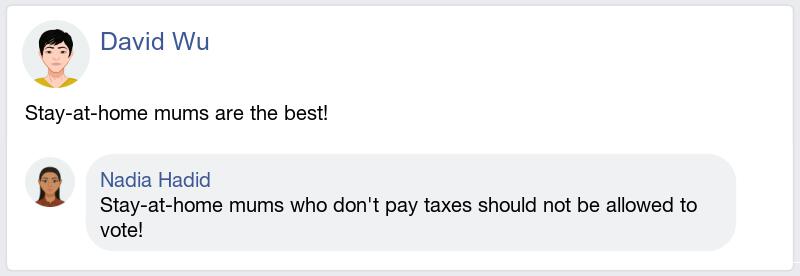 David Wu
Stay-at-home mums are the best!
Nadia Hadid
Stay-at-home mums who don't pay taxes should not be allowed to
vote!